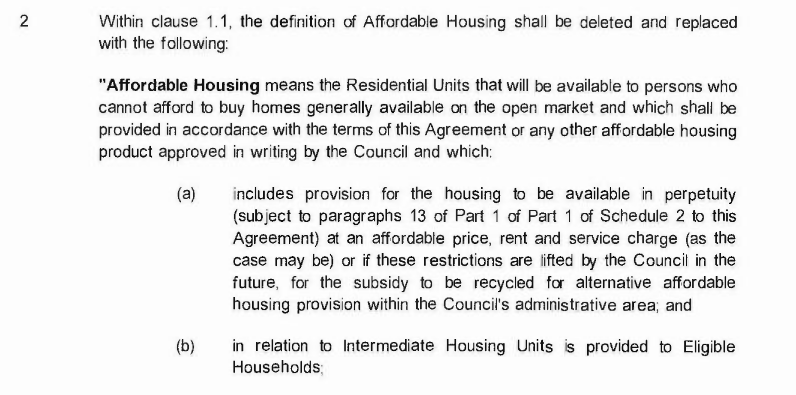 2 Within clause 1.1, the definition of Affordable Housing shall be deleted and replaced
with the following:
"Affordable Housing means the Residential Units that will be available to persons who
cannot afford to buy homes generally available on the open market and which shall be
provided in accordance with the terms of this Agreement or any other affordable housing
product approved in writing by the Council and which:
(a) includes provision for the housing to be available in perpetuity
(subject to paragraphs 13 of Part 1 of Part 1 of Schedule 2 to this
Agreement) at an affordable price, rent and service charge (as the
case may be) or if these restrictions are lifted by the Council in the
future, for the subsidy to be recycled for alternative affordable
housing provision within the Council's administrative area; and
(b) in relation to Intermediate Housing Units is provided to Eligible
Households;